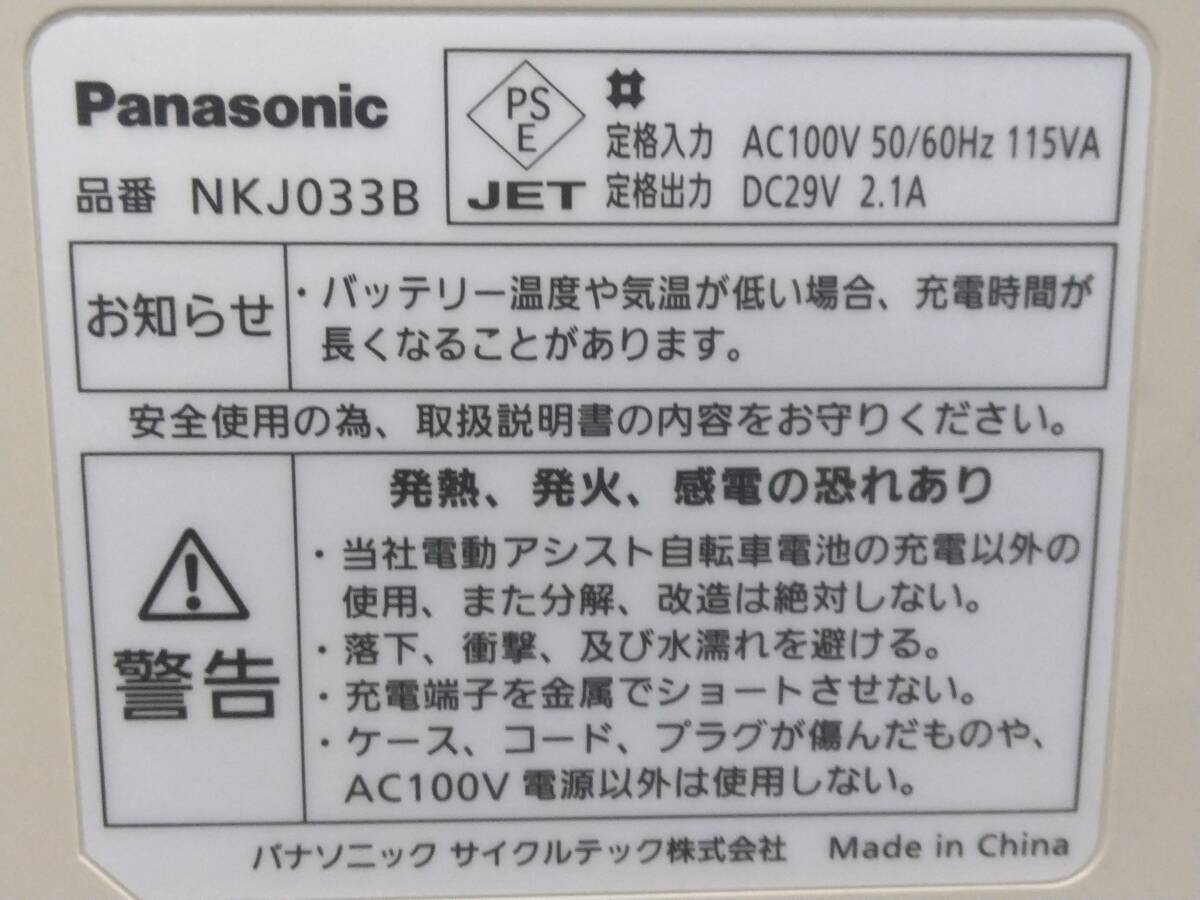 Panasonic
品番 NKJ033B
PS
E
JET
定格入力 AC100V 50/60Hz 115VA
定格出力 DC29V 2.1A
お知らせ
・バッテリー温度や気温が低い場合、充電時間が
長くなることがあります。
安全使用の為、取扱説明書の内容をお守りください。
警告
発熱、発火、感電の恐れあり
・当社電動アシスト自転車電池の充電以外の
使用、また分解、改造は絶対しない。
・落下、衝撃、及び水濡れを避ける。
・充電端子を金属でショートさせない。
・ケース、コード、プラグが傷んだものや、
AC100V 電源以外は使用しない。
パナソニック サイクルテック株式会社 Made in China